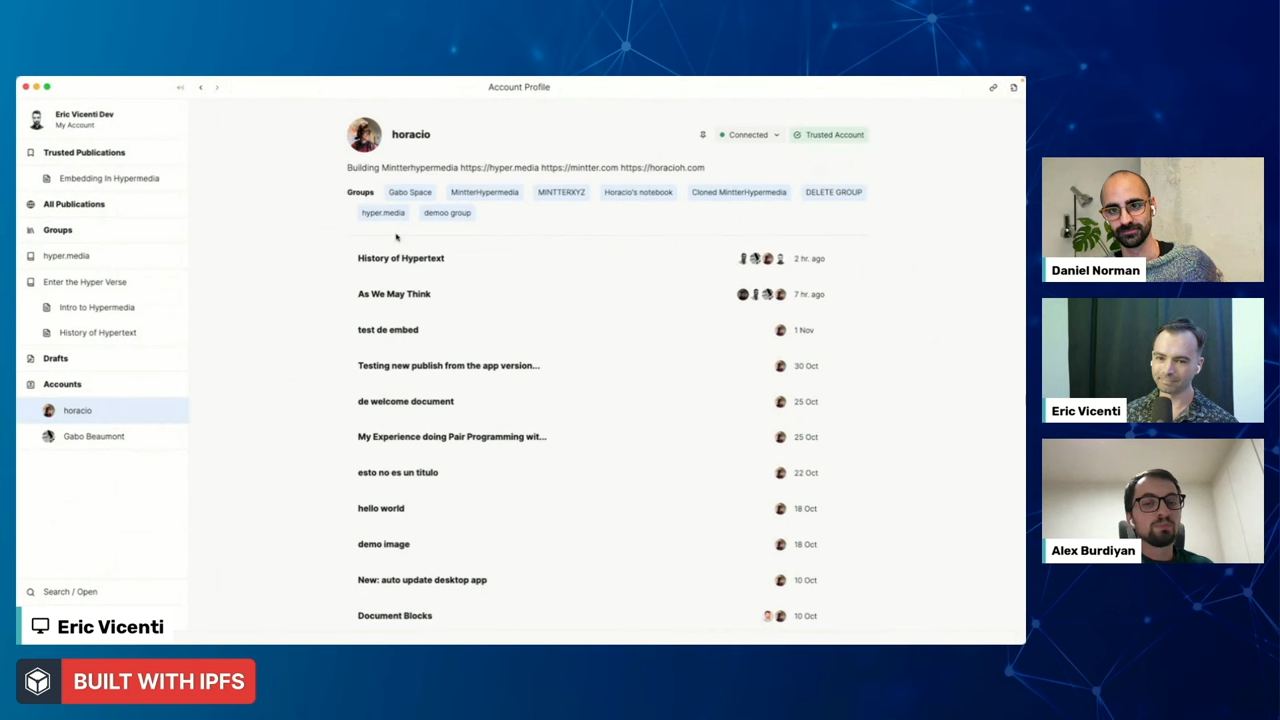 Account Profile
Eric Vicenti Dev
My Account
Trusted Publications
Embedding In Hypermedia
All Publications
Groups
hyper.media
Enter the Hyper Verse
Intro to Hypermedia
History of Hypertext
Drafts
Accounts
horacio
Gabo Beaumont
Search / Open
Eric Vicenti
horacio
Connected
Trusted Account
Building Mintterhypermedia https://hyper.media https://mintter.com https://horacioh.com
Groups Gabo Space MintterHypermedia MINTTERXYZ Horacio's notebook Cloned MintterHypermedia DELETE GROUP
hyper.media demoo group
History of Hypertext 2 hr. ago
As We May Think 7 hr. ago
test de embed 1 Nov
Testing new publish from the app version... 30 Oct
de welcome document 25 Oct
My Experience doing Pair Programming wit... 25 Oct
esto no es un titulo 22 Oct
hello world 18 Oct
demo image 18 Oct
New: auto update desktop app 10 Oct
Document Blocks 10 Oct
Daniel Norman
Eric Vicenti
Alex Burdiyan
BUILT WITH IPFS